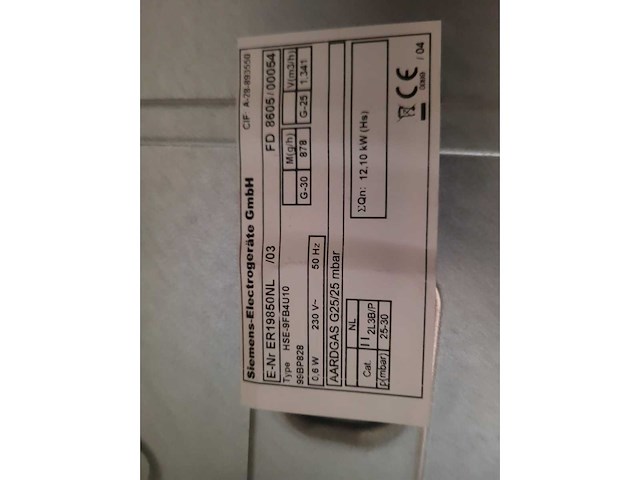 CIF A-28-893550
Siemens-Electrogeräte GmbH
E-Nr ER19850NL /03 FD 8605/00054
Type HSE-9FB4U10
99BP828
0,6 W 230 V~ 50 Hz
M(g/h) V(m3/h)
G-30 878 G-25 1.341
AARDGAS G25/25 mbar
ΣQn: 12,10 kW (Hs)
NL
Cat. II 2L3B/P
p(mbar) 25-30
CE
/ 04